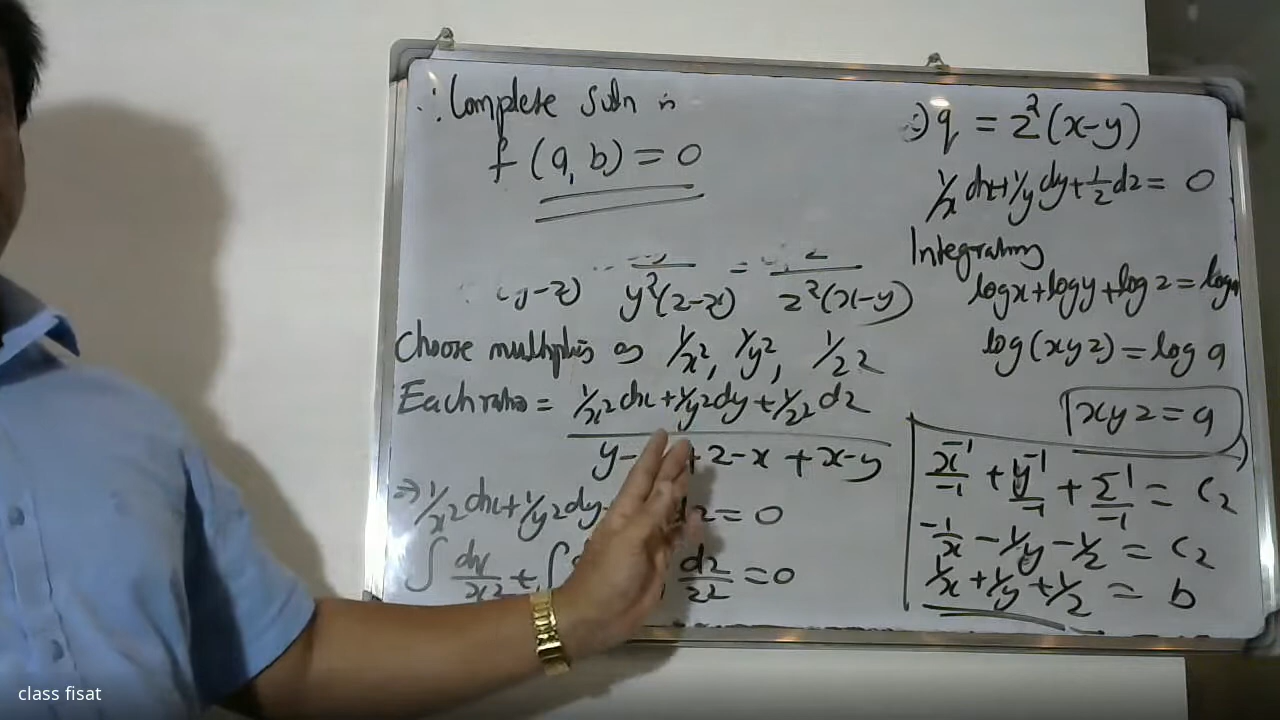 ∴ Complete Soln is
f (a, b) = 0
(y-z) y²(z-x) = z²(x-y)
Choose multipliers as 1/x², 1/y², 1/z²
Each ratio = 1/x² dx + 1/y² dy + 1/z² dz
y- + z-x + x-y
⇒ 1/x² dx + 1/y² dy dz = 0
∫ dx/x² + ∫ dz/z² = 0
q = z²(x-y)
1/x dx + 1/y dy + 1/z dz = 0
Integrating
log x + log y + log z = log a
log (xyz) = log a
xyz = a
x⁻¹/-1 + y⁻¹/-1 + z⁻¹/-1 = c₂
-1/x - 1/y - 1/z = c₂
1/x + 1/y + 1/z = b
class fisat